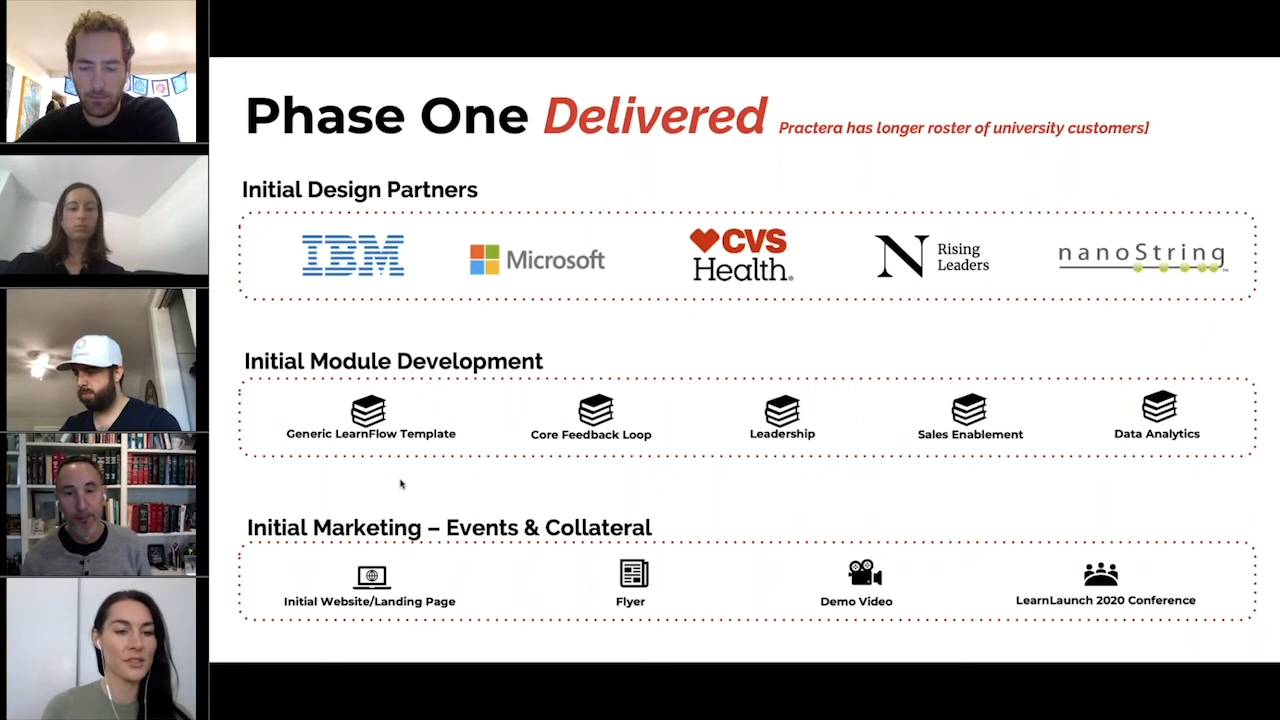 Phase One Delivered Practera has longer roster of university customers]
Initial Design Partners
IBM
Microsoft
CVS
Health.
N
Rising
Leaders
nanoString
Initial Module Development
Generic LearnFlow Template
Core Feedback Loop
Leadership
Sales Enablement
Data Analytics
Initial Marketing – Events & Collateral
Initial Website/Landing Page
Flyer
Demo Video
LearnLaunch 2020 Conference